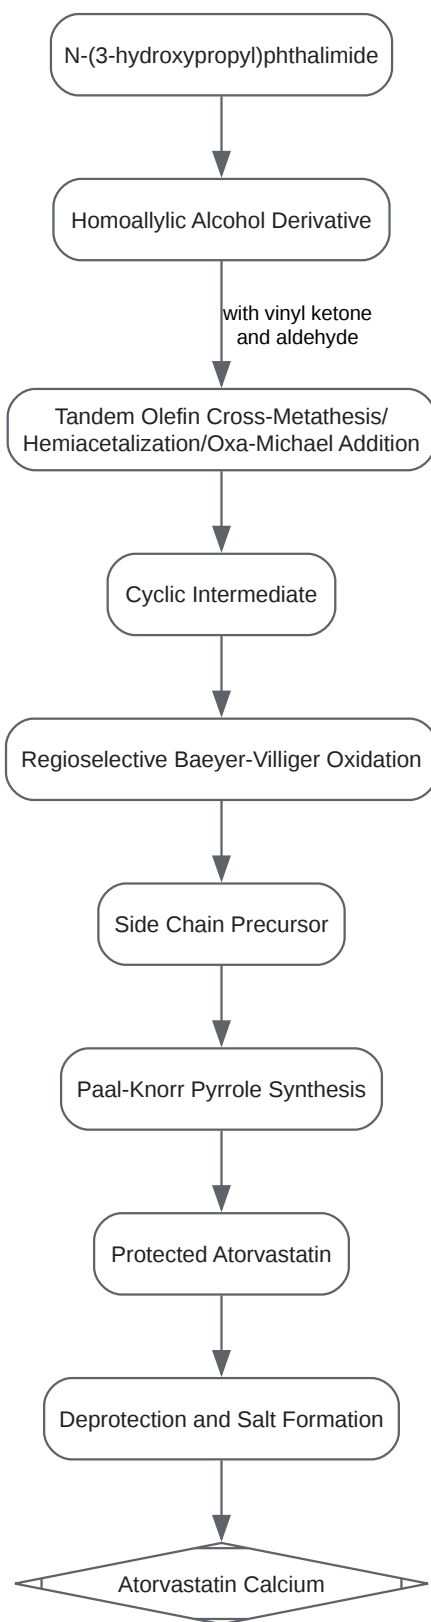 N-(3-hydroxypropyl)phthalimide
Homoallylic Alcohol Derivative
with vinyl ketone
and aldehyde
Tandem Olefin Cross-Metathesis/
Hemiacetalization/Oxa-Michael Addition
Cyclic Intermediate
Regioselective Baeyer-Villiger Oxidation
Side Chain Precursor
Paal-Knorr Pyrrole Synthesis
Protected Atorvastatin
Deprotection and Salt Formation
Atorvastatin Calcium